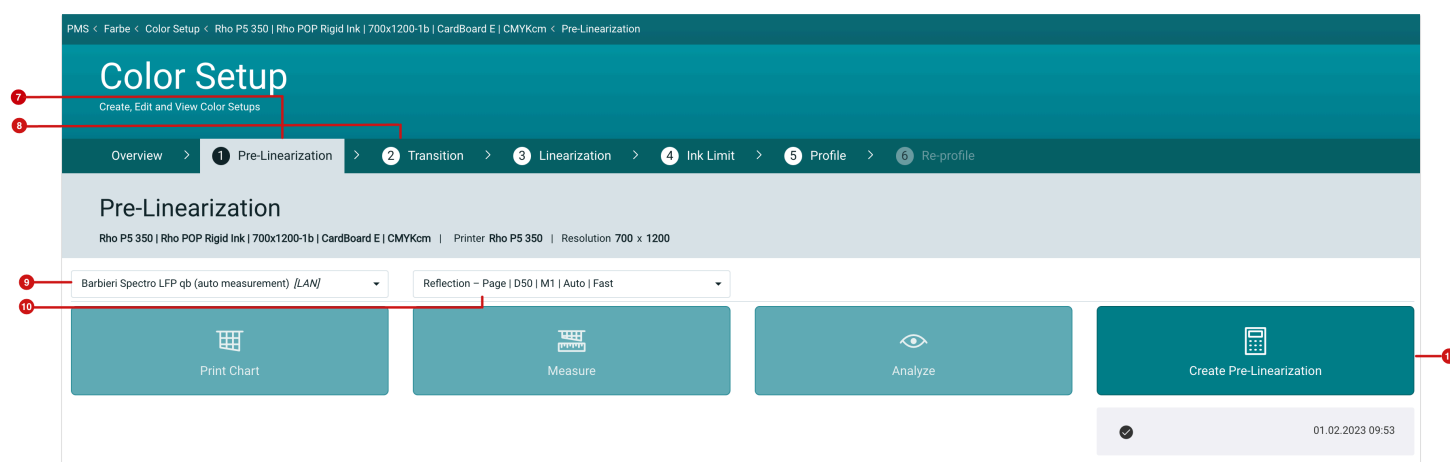 PMS < Farbe < Color Setup < Rho P5 350 | Rho POP Rigid Ink | 700x1200-1b | CardBoard E | CMYKcm < Pre-Linearization
Color Setup
7
Create, Edit and View Color Setups
8
Overview > 1 Pre-Linearization > 2 Transition > 3 Linearization > 4 Ink Limit > 5 Profile > 6 Re-profile
Pre-Linearization
Rho P5 350 | Rho POP Rigid Ink | 700x1200-1b | CardBoard E | CMYKcm | Printer Rho P5 350 | Resolution 700 x 1200
9 Barbieri Spectro LFP qb (auto measurement) [LAN] Reflection – Page | D50 | M1 | Auto | Fast
10
Print Chart Measure Analyze Create Pre-Linearization
01.02.2023 09:53